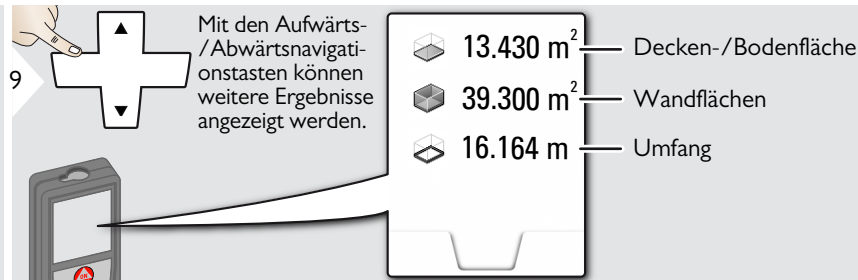 9
Mit den Aufwärts-
/Abwärtsnavigati-
onstasten können
weitere Ergebnisse
angezeigt werden.
13.430 m² Decken-/Bodenfläche
39.300 m² Wandflächen
16.164 m Umfang
ON